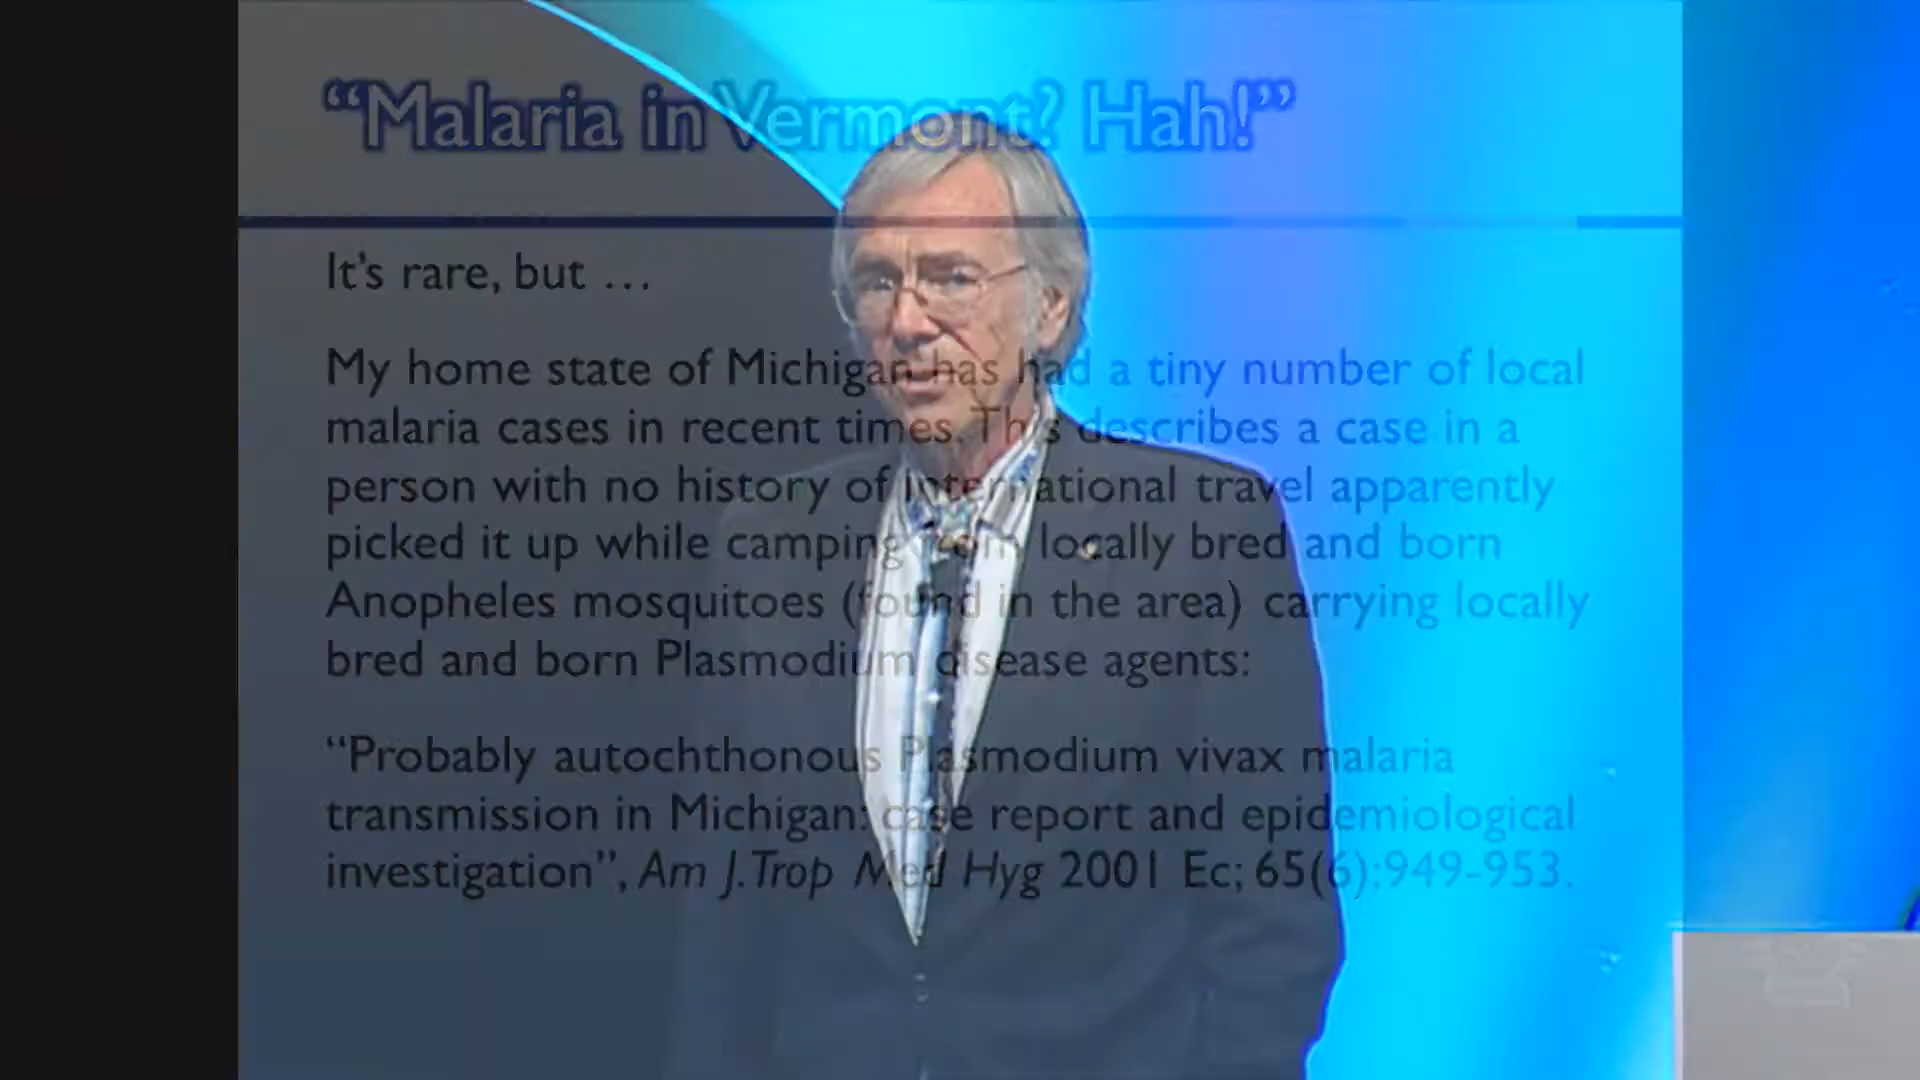 “Malaria in Vermont? Hah!”
It’s rare, but …
My home state of Michigan has had a tiny number of local
malaria cases in recent times. This describes a case in a
person with no history of international travel apparently
picked it up while camping from locally bred and born
Anopheles mosquitoes (found in the area) carrying locally
bred and born Plasmodium disease agents:
“Probably autochthonous Plasmodium vivax malaria
transmission in Michigan: case report and epidemiological
investigation”, Am J.Trop Med Hyg 2001 Ec; 65(6):949-953.